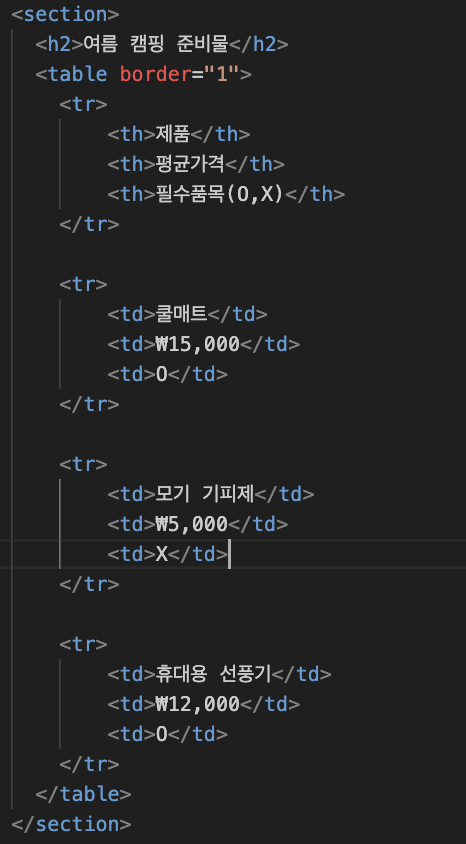 <section>
<h2>여름 캠핑 준비물</h2>
<table border="1">
<tr>
<th>제품</th>
<th>평균가격</th>
<th>필수품목(O,X)</th>
</tr>
<tr>
<td>쿨매트</td>
<td>₩15,000</td>
<td>O</td>
</tr>
<tr>
<td>모기 기피제</td>
<td>₩5,000</td>
<td>X</td>
</tr>
<tr>
<td>휴대용 선풍기</td>
<td>₩12,000</td>
<td>O</td>
</tr>
</table>
</section>